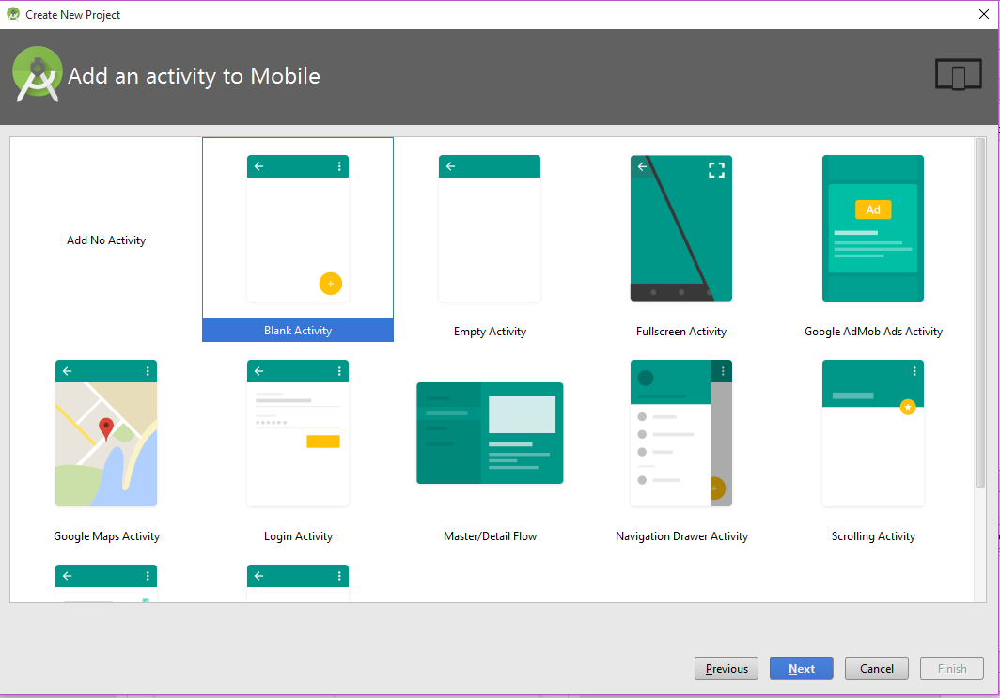 Create New Project
Add an activity to Mobile
Add No Activity
Ad
Blank Activity
Empty Activity
Fullscreen Activity
Google AdMob Ads Activity
Google Maps Activity
Login Activity
Master/Detail Flow
Navigation Drawer Activity
Scrolling Activity
Previous
Next
Cancel
Finish